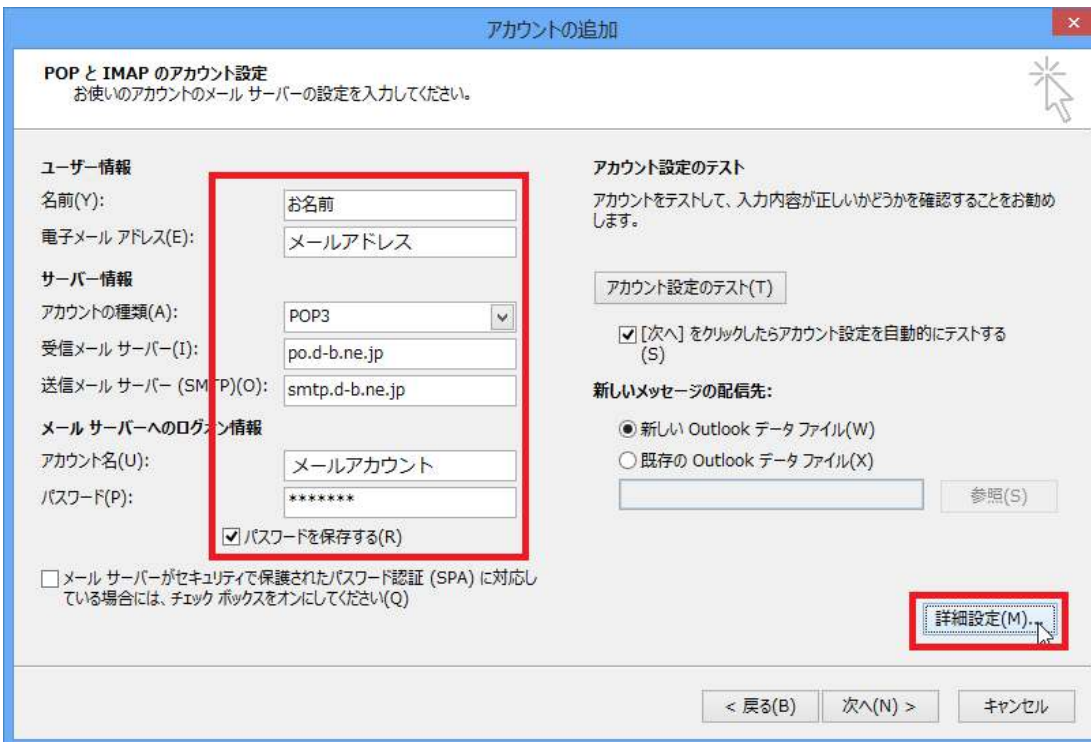 アカウントの追加
POP と IMAP のアカウント設定
お使いのアカウントのメール サーバーの設定を入力してください。
ユーザー情報
名前(Y):
お名前
電子メール アドレス(E):
メールアドレス
サーバー情報
アカウントの種類(A):
POP3
受信メール サーバー(I):
po.d-b.ne.jp
送信メール サーバー (SMTP)(O):
smtp.d-b.ne.jp
メール サーバーへのログオン情報
アカウント名(U):
メールアカウント
パスワード(P):
*******
パスワードを保存する(R)
メール サーバーがセキュリティで保護されたパスワード認証 (SPA) に対応し
ている場合には、チェック ボックスをオンにしてください(Q)
アカウント設定のテスト
アカウントをテストして、入力内容が正しいかどうかを確認することをお勧め
します。
アカウント設定のテスト(T)
[次へ] をクリックしたらアカウント設定を自動的にテストする
(S)
新しいメッセージの配信先:
新しい Outlook データ ファイル(W)
既存の Outlook データ ファイル(X)
参照(S)
詳細設定(M)...
< 戻る(B)
次へ(N) >
キャンセル